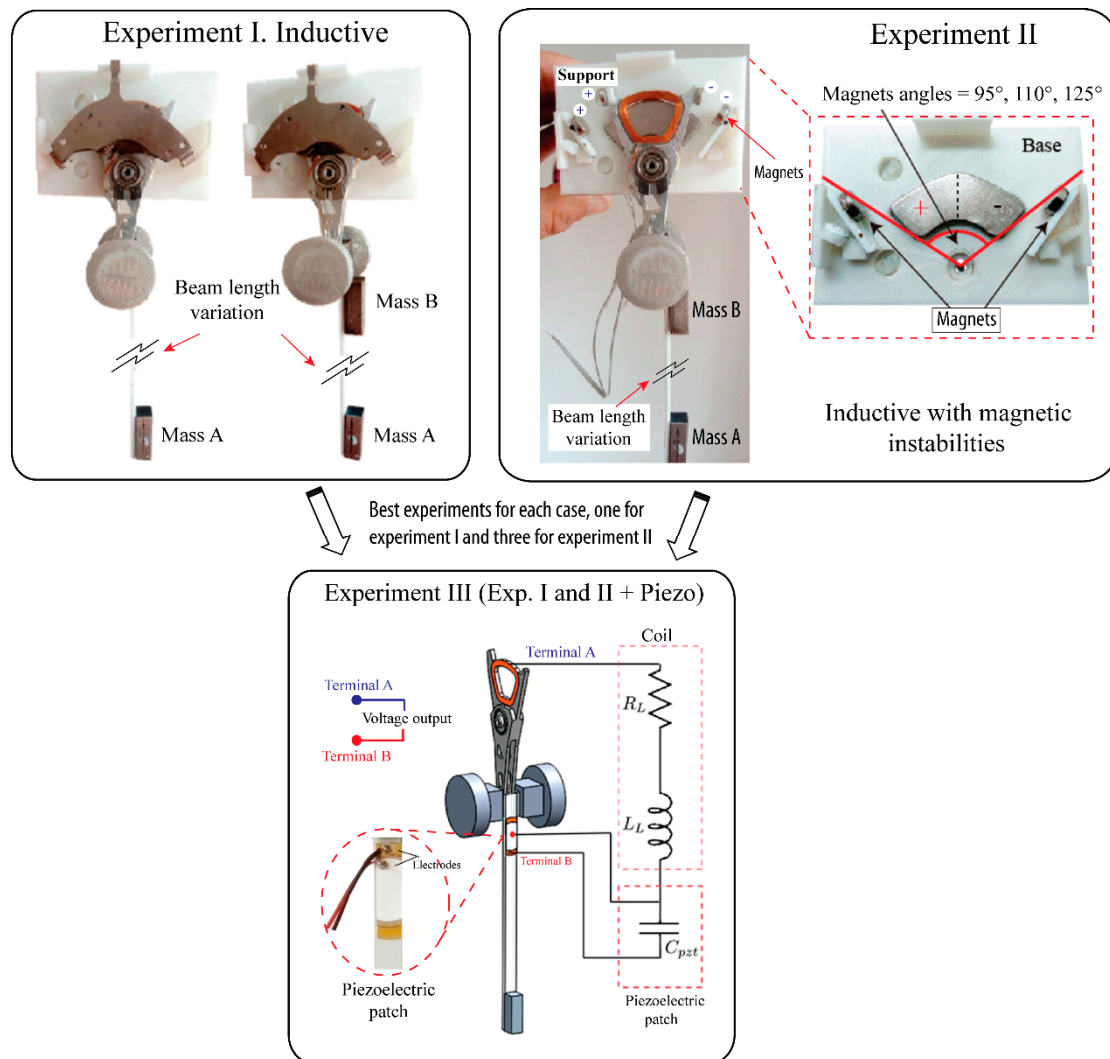 Experiment I. Inductive
Beam length
variation
Mass B
Mass A
Mass A
Experiment II
Support
+
+
-
-
Magnets
Magnets angles = 95°, 110°, 125°
Base
+
-
Magnets
Mass B
Beam length
variation
Mass A
Inductive with magnetic
instabilities
Best experiments for each case, one for
experiment I and three for experiment II
Experiment III (Exp. I and II + Piezo)
Terminal A
Voltage output
Terminal B
Terminal A
Coil
R_L
L_L
Terminal B
C_pzt
Electrodes
Piezoelectric
patch
Piezoelectric
patch